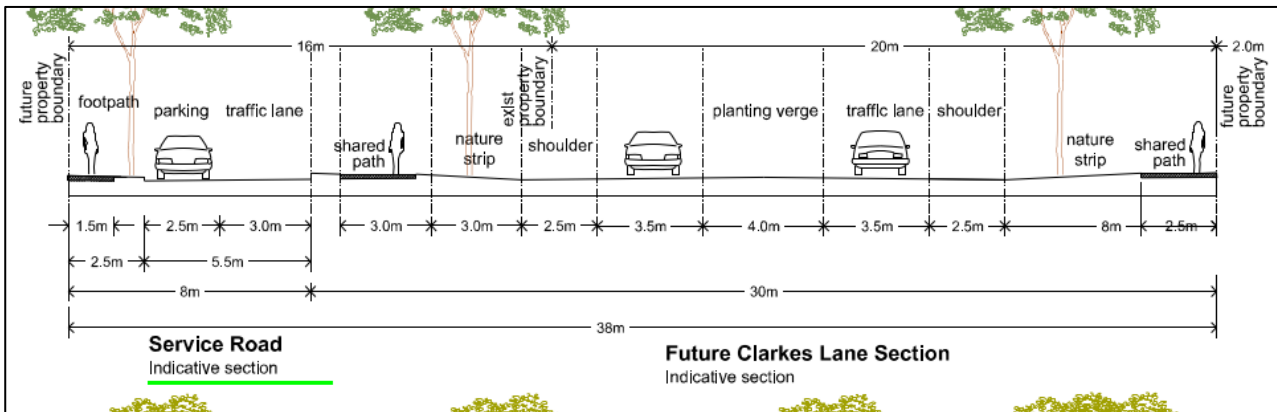 16m
20m
2.0m
future
property
boundary
footpath
parking
traffic lane
shared
path
nature
strip
exist
property
boundary
shoulder
planting verge
traffic lane
shoulder
nature
strip
shared
path
future
property
boundary
1.5m
2.5m
3.0m
3.0m
3.0m
2.5m
3.5m
4.0m
3.5m
2.5m
8m
2.5m
2.5m
5.5m
8m
30m
38m
Service Road
Indicative section
Future Clarkes Lane Section
Indicative section